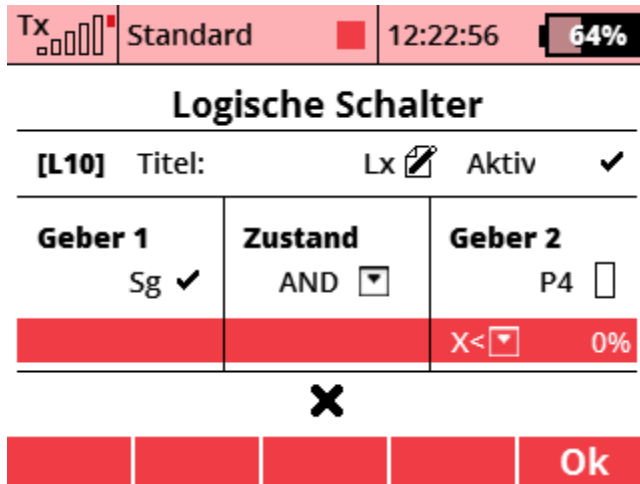 Tx Standard 12:22:56 64%
Logische Schalter
[L10] Titel: Lx Aktiv
Geber 1 Zustand Geber 2
Sg AND P4
X< 0%
Ok